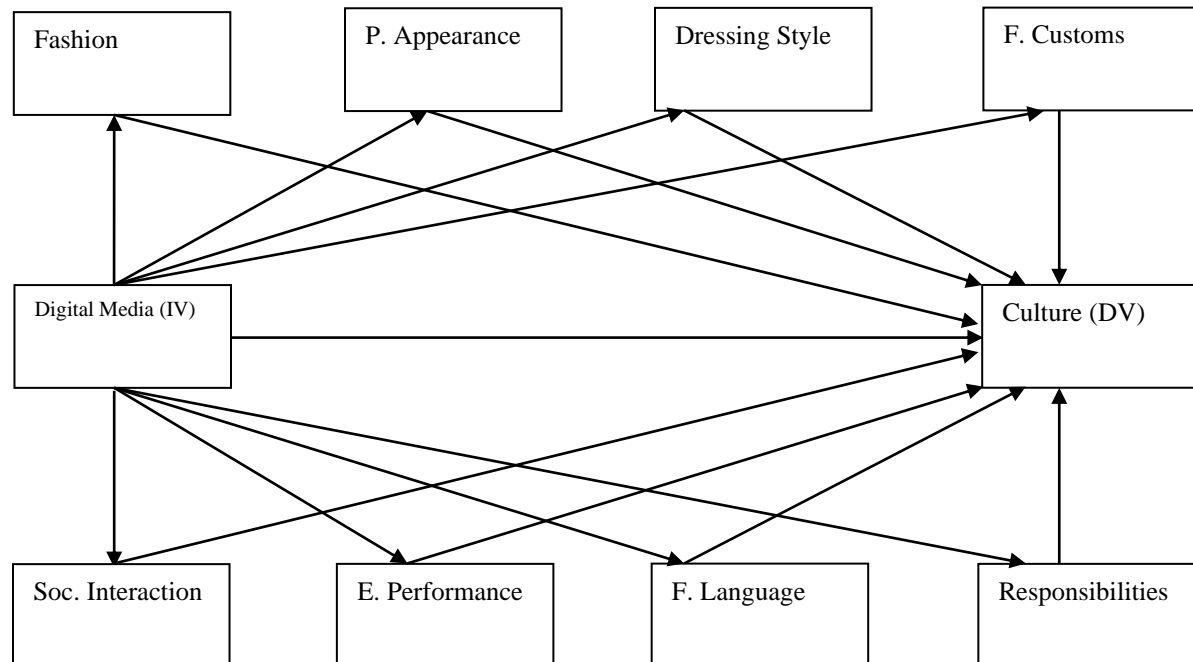 Fashion
P. Appearance
Dressing Style
F. Customs
Digital Media (IV)
Culture (DV)
Soc. Interaction
E. Performance
F. Language
Responsibilities